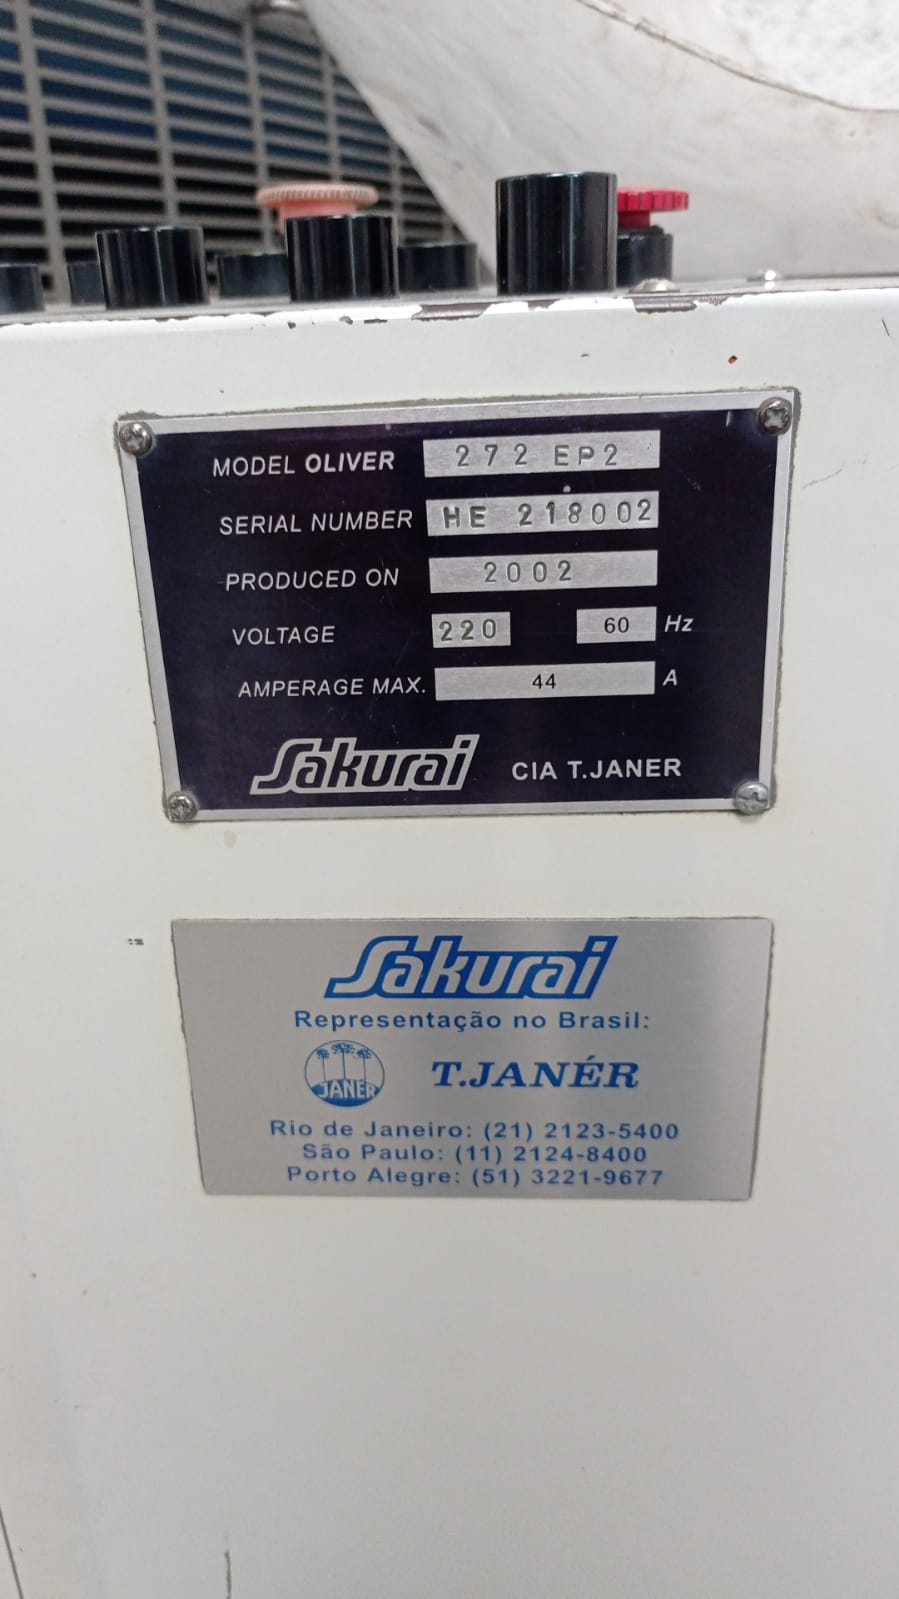 MODEL OLIVER 272 EP2
SERIAL NUMBER HE 218002
PRODUCED ON 2002
VOLTAGE 220 60 Hz
AMPERAGE MAX. 44 A
Sakurai CIA T.JANER
Sakurai
Representação no Brasil:
JANÉR T.JANÉR
Rio de Janeiro: (21) 2123-5400
São Paulo: (11) 2124-8400
Porto Alegre: (51) 3221-9677